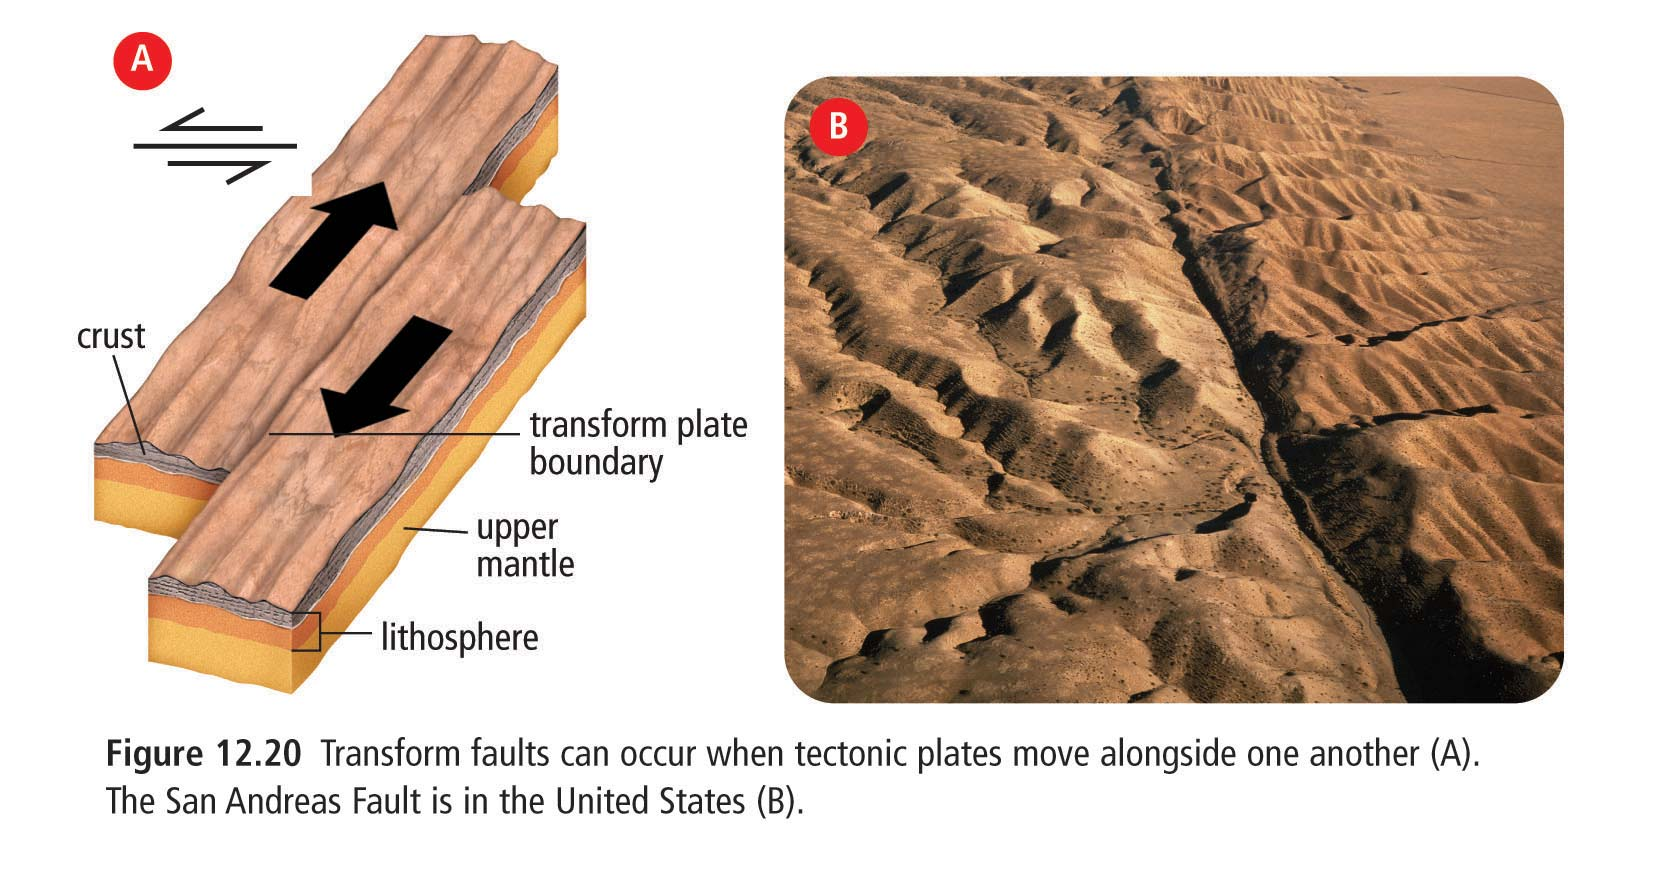 A
B
crust
transform plate
boundary
upper
mantle
lithosphere
Figure 12.20 Transform faults can occur when tectonic plates move alongside one another (A).
The San Andreas Fault is in the United States (B).